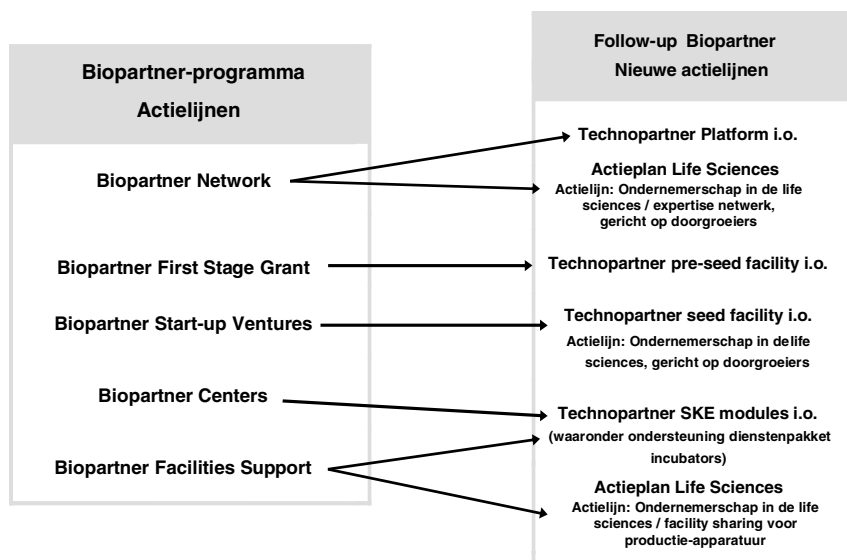 Biopartner-programma
Actielijnen
Biopartner Network
Biopartner First Stage Grant
Biopartner Start-up Ventures
Biopartner Centers
Biopartner Facilities Support
Follow-up Biopartner
Nieuwe actielijnen
Technopartner Platform i.o.
Actieplan Life Sciences
Actielijn: Ondernemerschap in de life
sciences / expertise netwerk,
gericht op doorgroeiers
Technopartner pre-seed facility i.o.
Technopartner seed facility i.o.
Actielijn: Ondernemerschap in delife
sciences, gericht op doorgroeiers
Technopartner SKE modules i.o.
(waaronder ondersteuning dienstenpakket
incubators)
Actieplan Life Sciences
Actielijn: Ondernemerschap in de life
sciences / facility sharing voor
productie-apparatuur